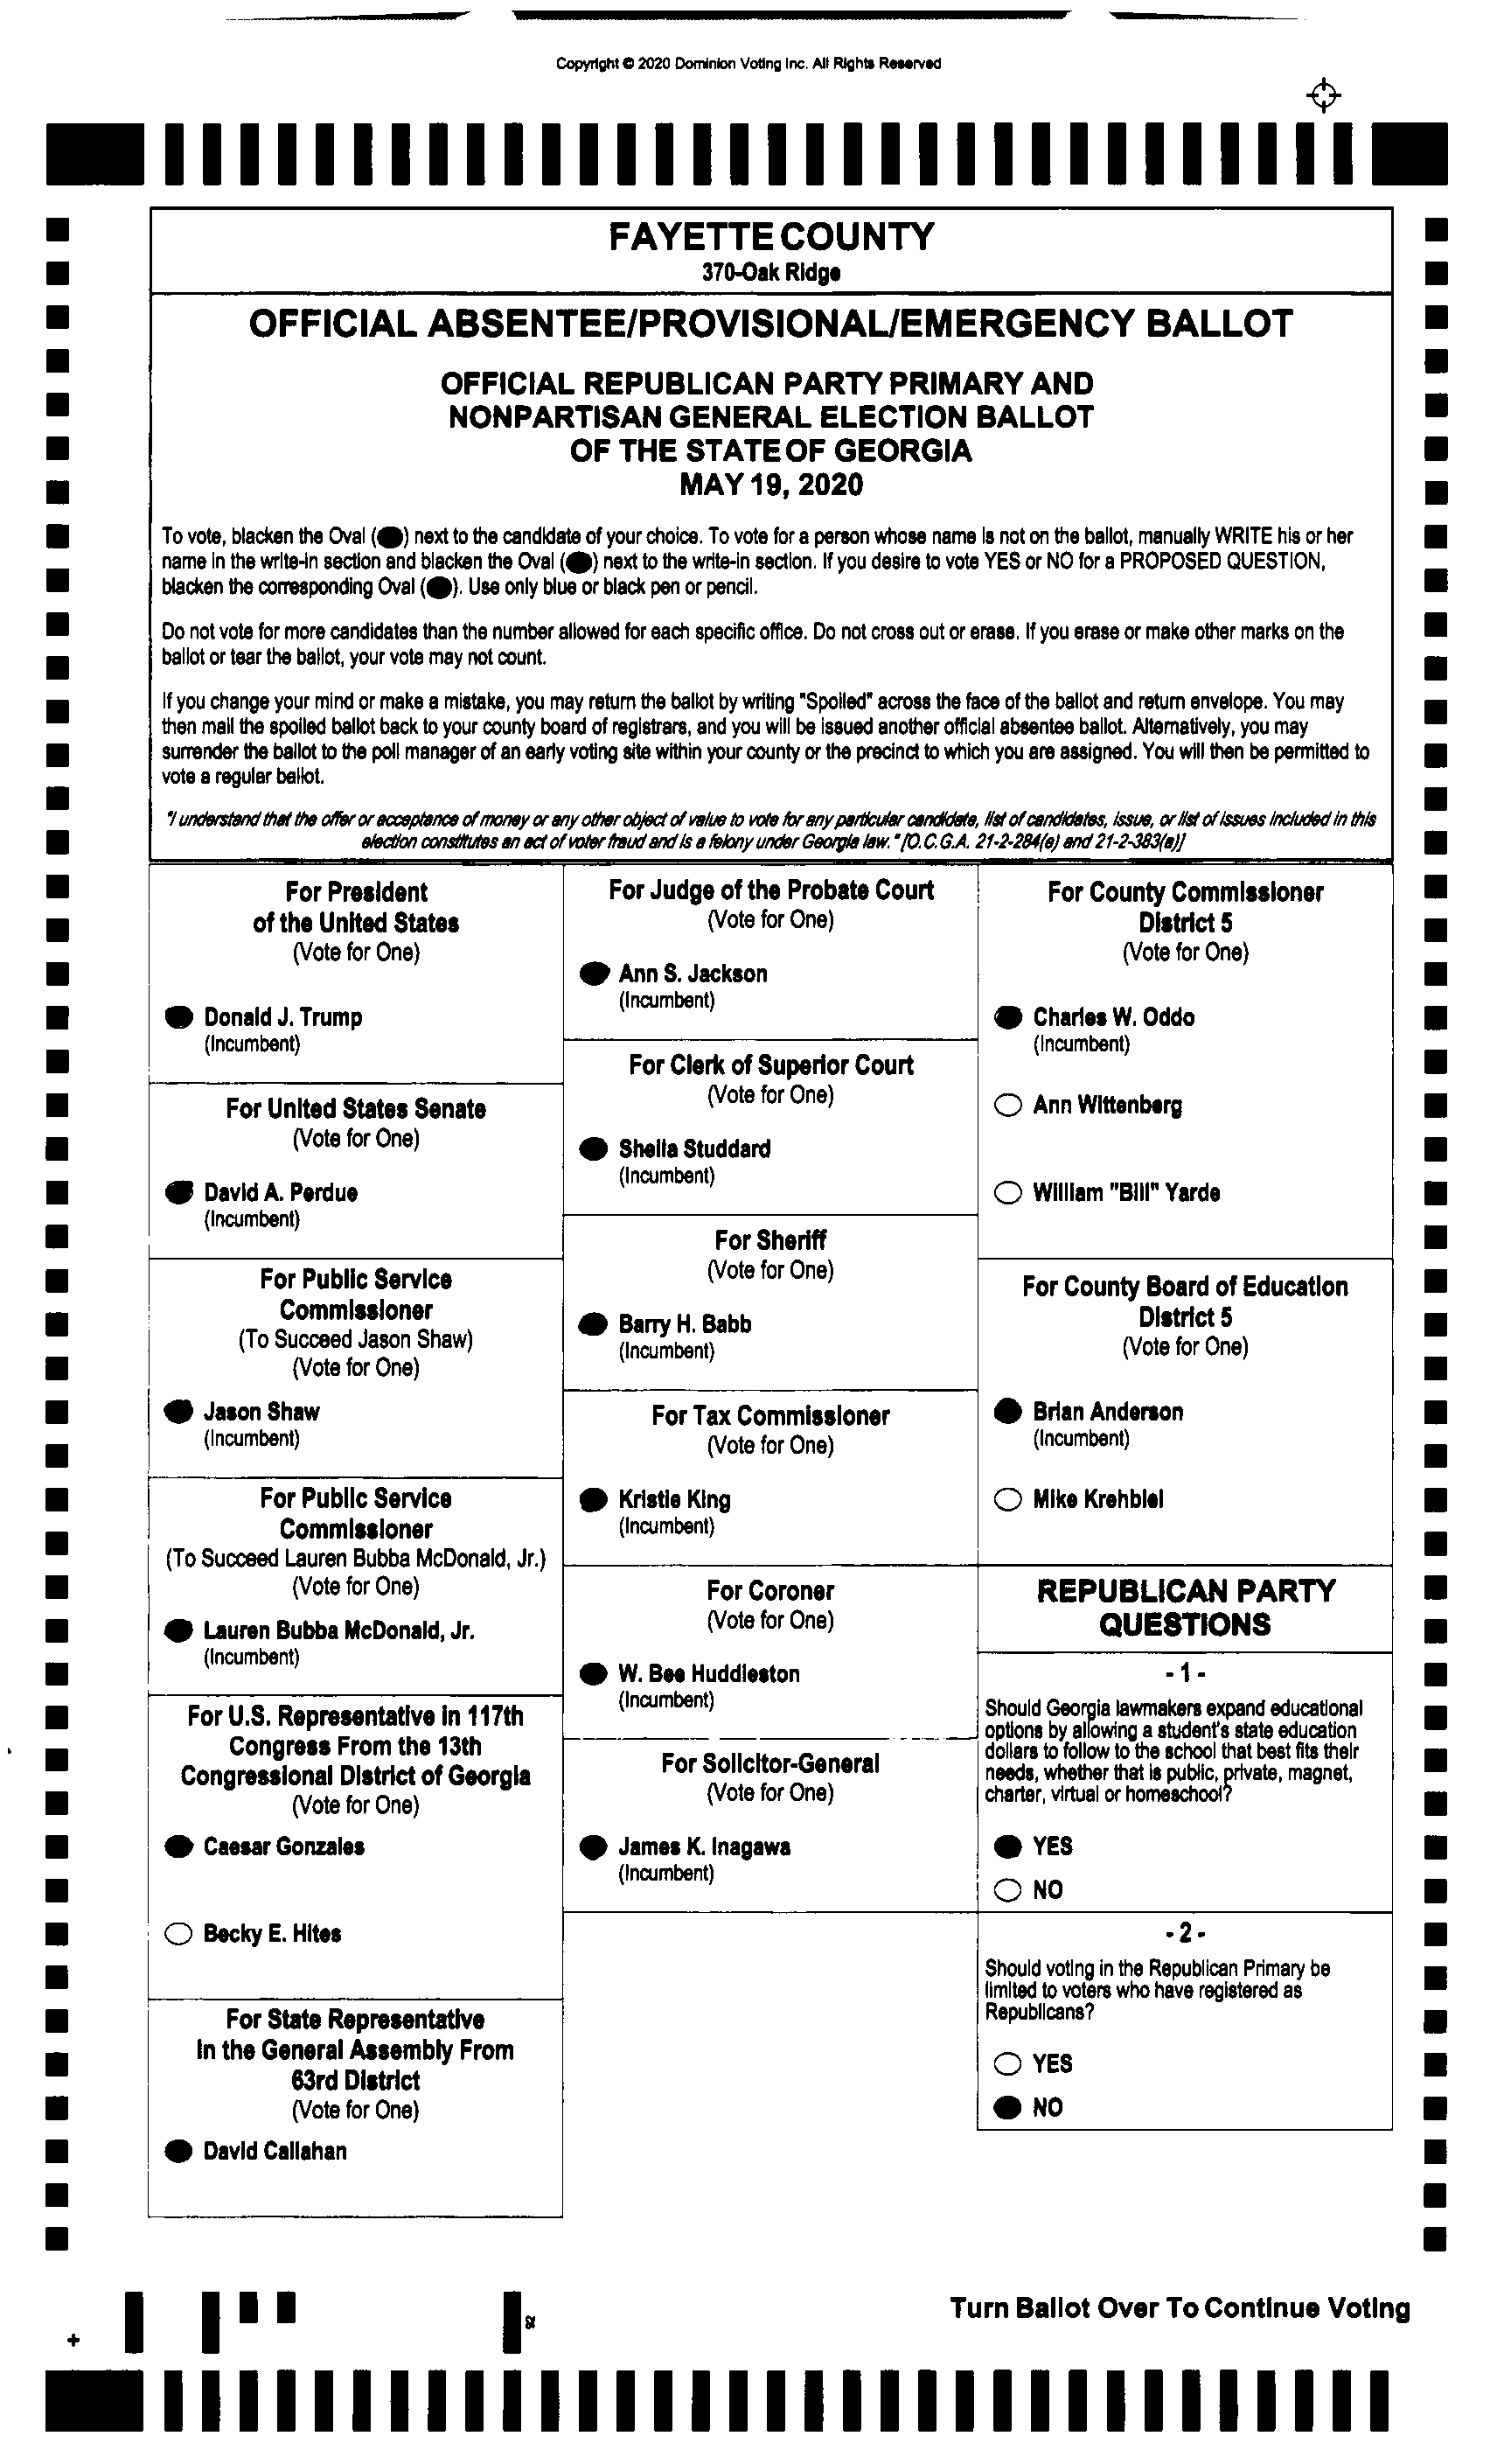 Copyright © 2020 Dominion Voting Inc. All Rights Reserved
FAYETTE COUNTY
370-Oak Ridge
OFFICIAL ABSENTEE/PROVISIONAL/EMERGENCY BALLOT
OFFICIAL REPUBLICAN PARTY PRIMARY AND
NONPARTISAN GENERAL ELECTION BALLOT
OF THE STATE OF GEORGIA
MAY 19, 2020
To vote, blacken the Oval ( ) next to the candidate of your choice. To vote for a person whose name is not on the ballot, manually WRITE his or her
name in the write-in section and blacken the Oval ( ) next to the write-in section. If you desire to vote YES or NO for a PROPOSED QUESTION,
blacken the corresponding Oval ( ). Use only blue or black pen or pencil.
Do not vote for more candidates than the number allowed for each specific office. Do not cross out or erase. If you erase or make other marks on the
ballot or tear the ballot, your vote may not count.
If you change your mind or make a mistake, you may return the ballot by writing "Spoiled" across the face of the ballot and return envelope. You may
then mail the spoiled ballot back to your county board of registrars, and you will be issued another official absentee ballot. Alternatively, you may
surrender the ballot to the poll manager of an early voting site within your county or the precinct to which you are assigned. You will then be permitted to
vote a regular ballot.
"I understand that the offer or acceptance of money or any other object of value to vote for any particular candidate, list of candidates, issue, or list of issues included in this
election constitutes an act of voter fraud and is a felony under Georgia law." [O.C.G.A. 21-2-284(e) and 21-2-383(a)]
For President
of the United States
(Vote for One)
Donald J. Trump
(Incumbent)
For United States Senate
(Vote for One)
David A. Perdue
(Incumbent)
For Public Service
Commissioner
(To Succeed Jason Shaw)
(Vote for One)
Jason Shaw
(Incumbent)
For Public Service
Commissioner
(To Succeed Lauren Bubba McDonald, Jr.)
(Vote for One)
Lauren Bubba McDonald, Jr.
(Incumbent)
For U.S. Representative in 117th
Congress From the 13th
Congressional District of Georgia
(Vote for One)
Caesar Gonzales
Becky E. Hites
For State Representative
In the General Assembly From
63rd District
(Vote for One)
David Callahan
For Judge of the Probate Court
(Vote for One)
Ann S. Jackson
(Incumbent)
For Clerk of Superior Court
(Vote for One)
Sheila Studdard
(Incumbent)
For Sheriff
(Vote for One)
Barry H. Babb
(Incumbent)
For Tax Commissioner
(Vote for One)
Kristie King
(Incumbent)
For Coroner
(Vote for One)
W. Bee Huddleston
(Incumbent)
For Solicitor-General
(Vote for One)
James K. Inagawa
(Incumbent)
For County Commissioner
District 5
(Vote for One)
Charles W. Oddo
(Incumbent)
Ann Wittenberg
William "Bill" Yarde
For County Board of Education
District 5
(Vote for One)
Brian Anderson
(Incumbent)
Mike Krehbiel
REPUBLICAN PARTY
QUESTIONS
- 1 -
Should Georgia lawmakers expand educational
options by allowing a student's state education
dollars to follow to the school that best fits their
needs, whether that is public, private, magnet,
charter, virtual or homeschool?
YES
NO
- 2 -
Should voting in the Republican Primary be
limited to voters who have registered as
Republicans?
YES
NO
Turn Ballot Over To Continue Voting